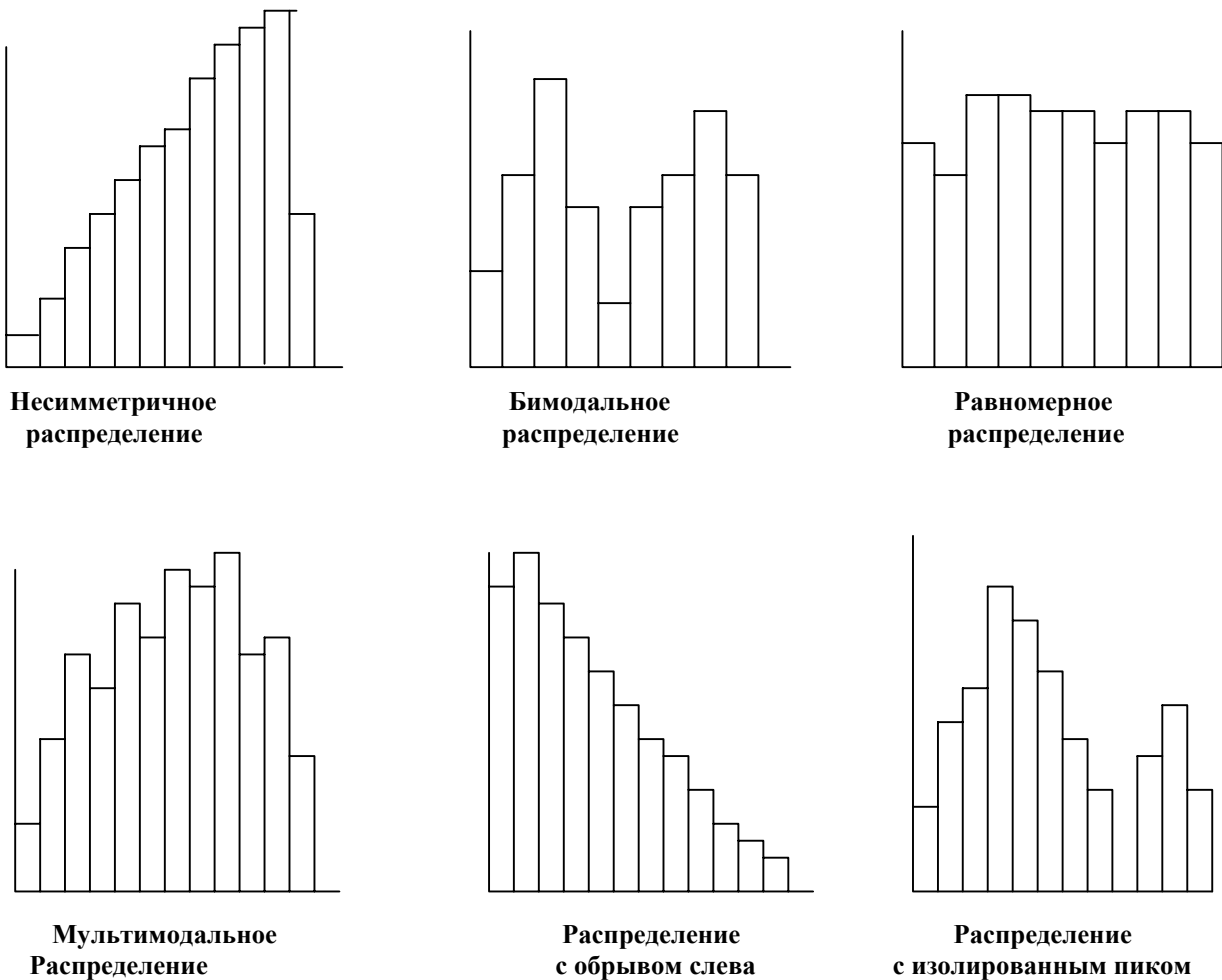 Несимметричное
распределение
Бимодальное
распределение
Равномерное
распределение
Мультимодальное
Распределение
Распределение
с обрывом слева
Распределение
с изолированным пиком